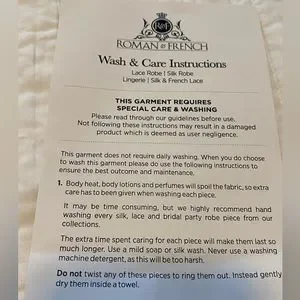 R&F
ROMAN & FRENCH
Wash & Care Instructions
Lace Robe | Silk Robe
Lingerie | Silk & French Lace
THIS GARMENT REQUIRES
SPECIAL CARE & WASHING
Please read through our guidelines before use.
Not following these instructions may result in a damaged
product which is deemed as user negligence.
This garment does not require daily washing. When you do choose
to wash this garment please do use the following instructions to
ensure the best outcome and maintenance.
1. Body heat, body lotions and perfumes will spoil the fabric, so extra
care has to been given when washing each piece.
It may be time consuming, but we highly recommend hand
washing every silk, lace and bridal party robe piece from our
collections.
The extra time spent caring for each piece will make them last so
much longer. Use a mild soap or silk wash. Never use a washing
machine detergent, as this will be too harsh.
Do not twist any of these pieces to ring them out. Instead gently
dry them inside a towel.